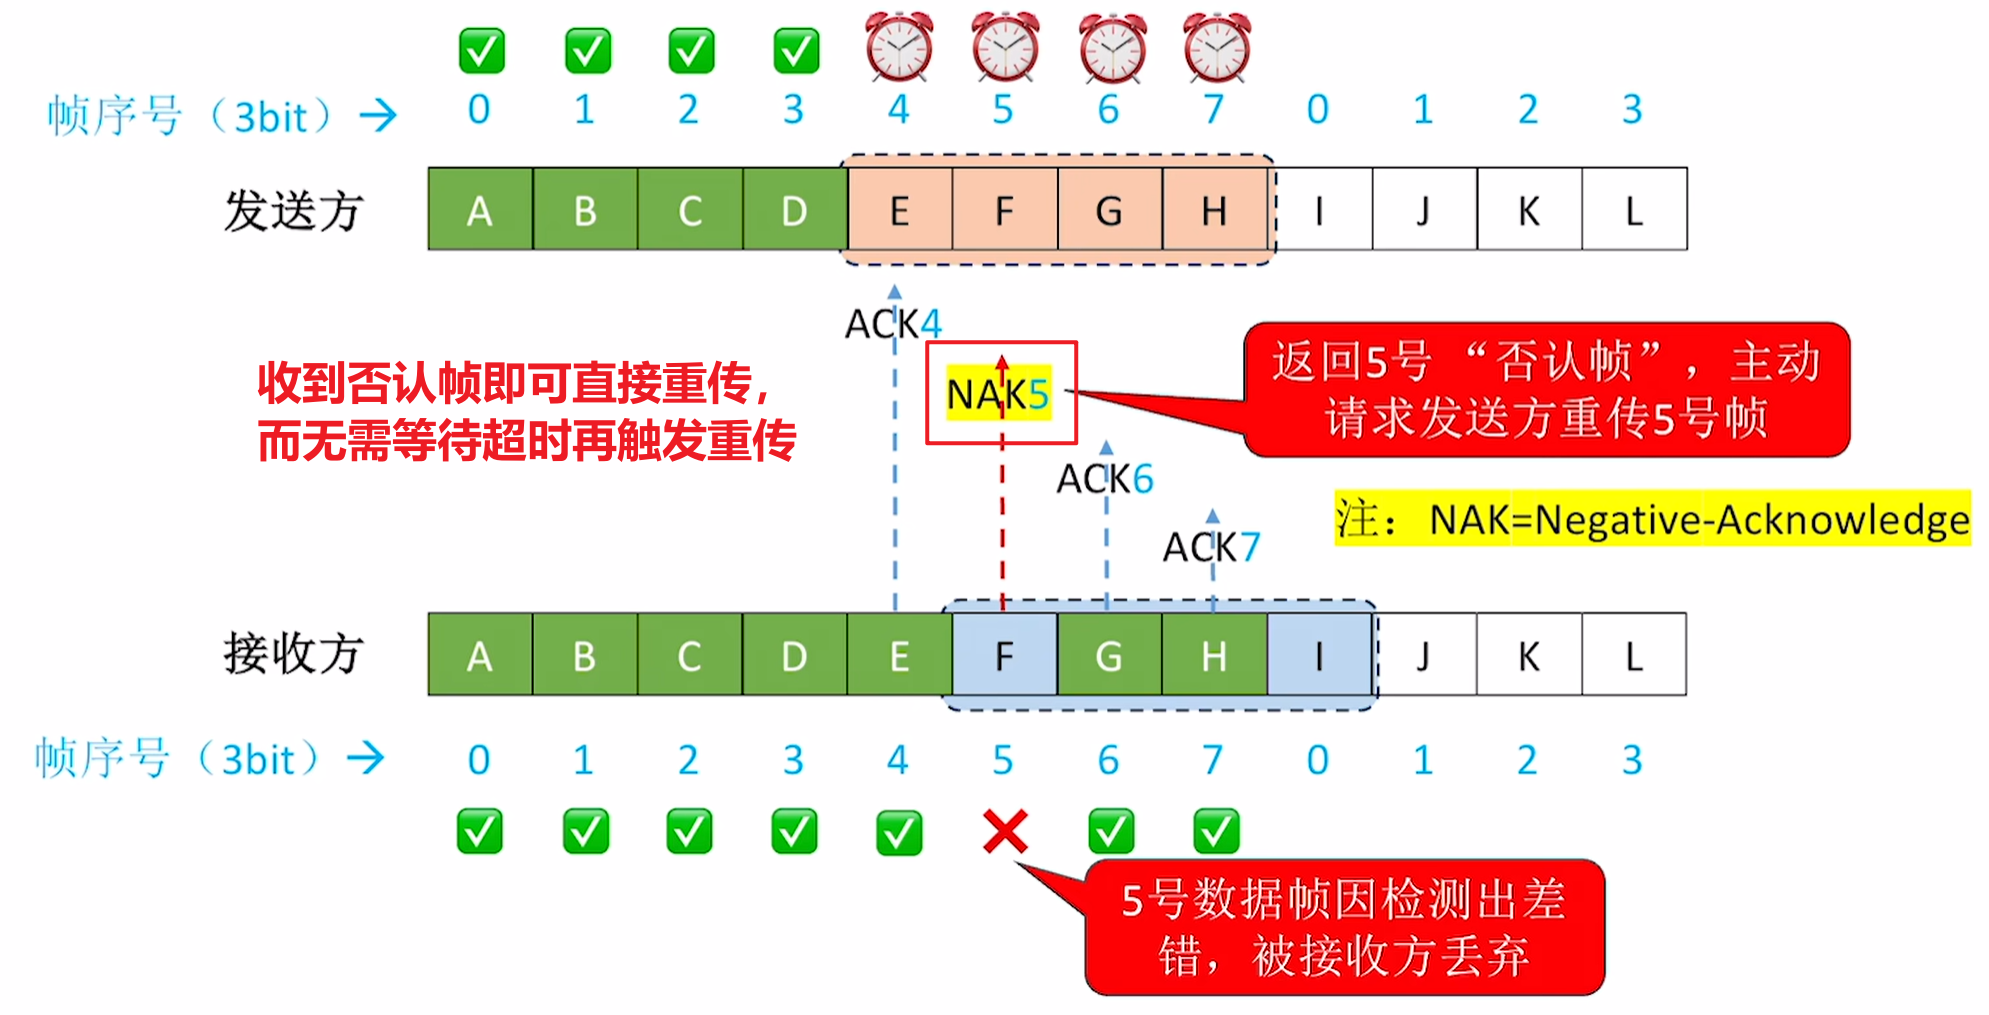 帧序号（3bit）→ 0 1 2 3 4 5 6 7 0 1 2 3
发送方 A B C D E F G H I J K L
ACK4
NAK5
ACK6
ACK7
收到否认帧即可直接重传，
而无需等待超时再触发重传
返回5号“否认帧”，主动
请求发送方重传5号帧
注：NAK=Negative-Acknowledge
接收方 A B C D E F G H I J K L
帧序号（3bit）→ 0 1 2 3 4 5 6 7 0 1 2 3
5号数据帧因检测出差
错，被接收方丢弃